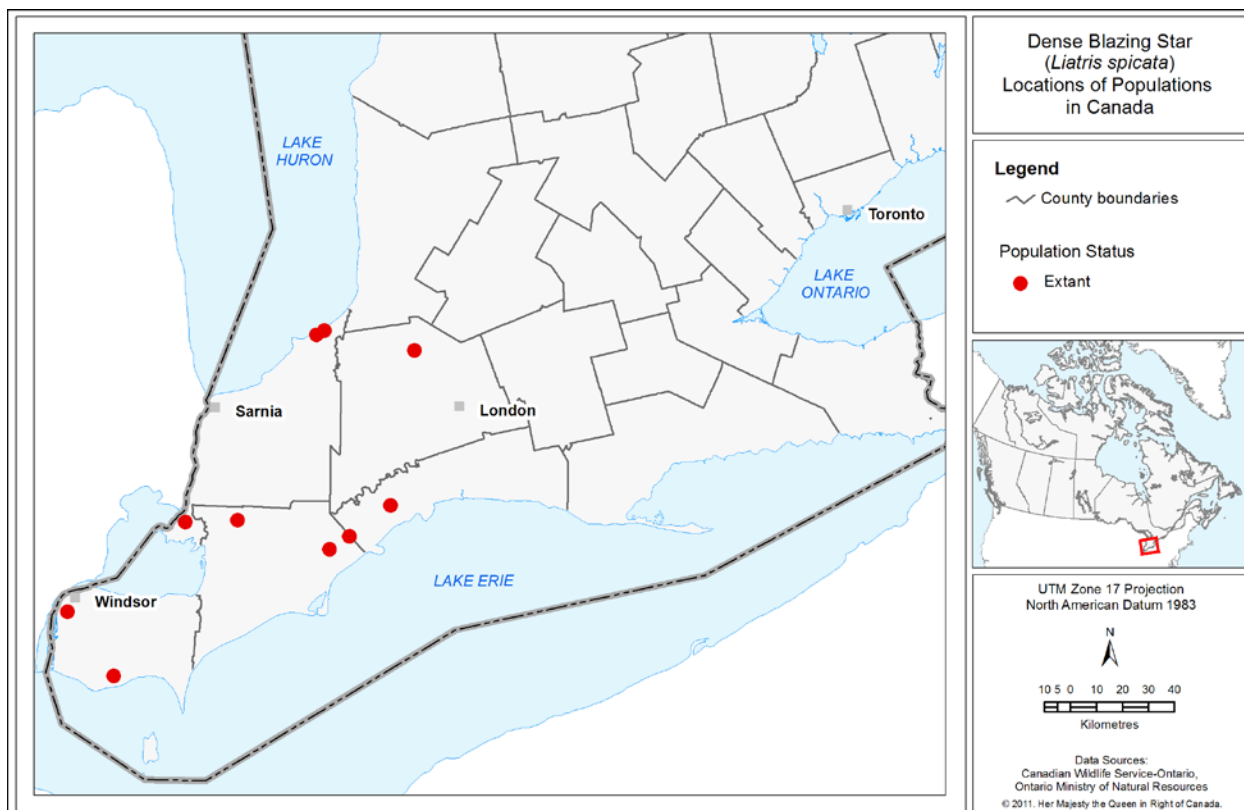 LAKE
HURON
Toronto
LAKE
ONTARIO
Sarnia
London
LAKE ERIE
Windsor
Dense Blazing Star
(Liatris spicata)
Locations of Populations
in Canada
Legend
County boundaries
Population Status
Extant
UTM Zone 17 Projection
North American Datum 1983
N
10 5 0 10 20 30 40
Kilometres
Data Sources:
Canadian Wildlife Service-Ontario,
Ontario Ministry of Natural Resources
© 2011. Her Majesty the Queen in Right of Canada.